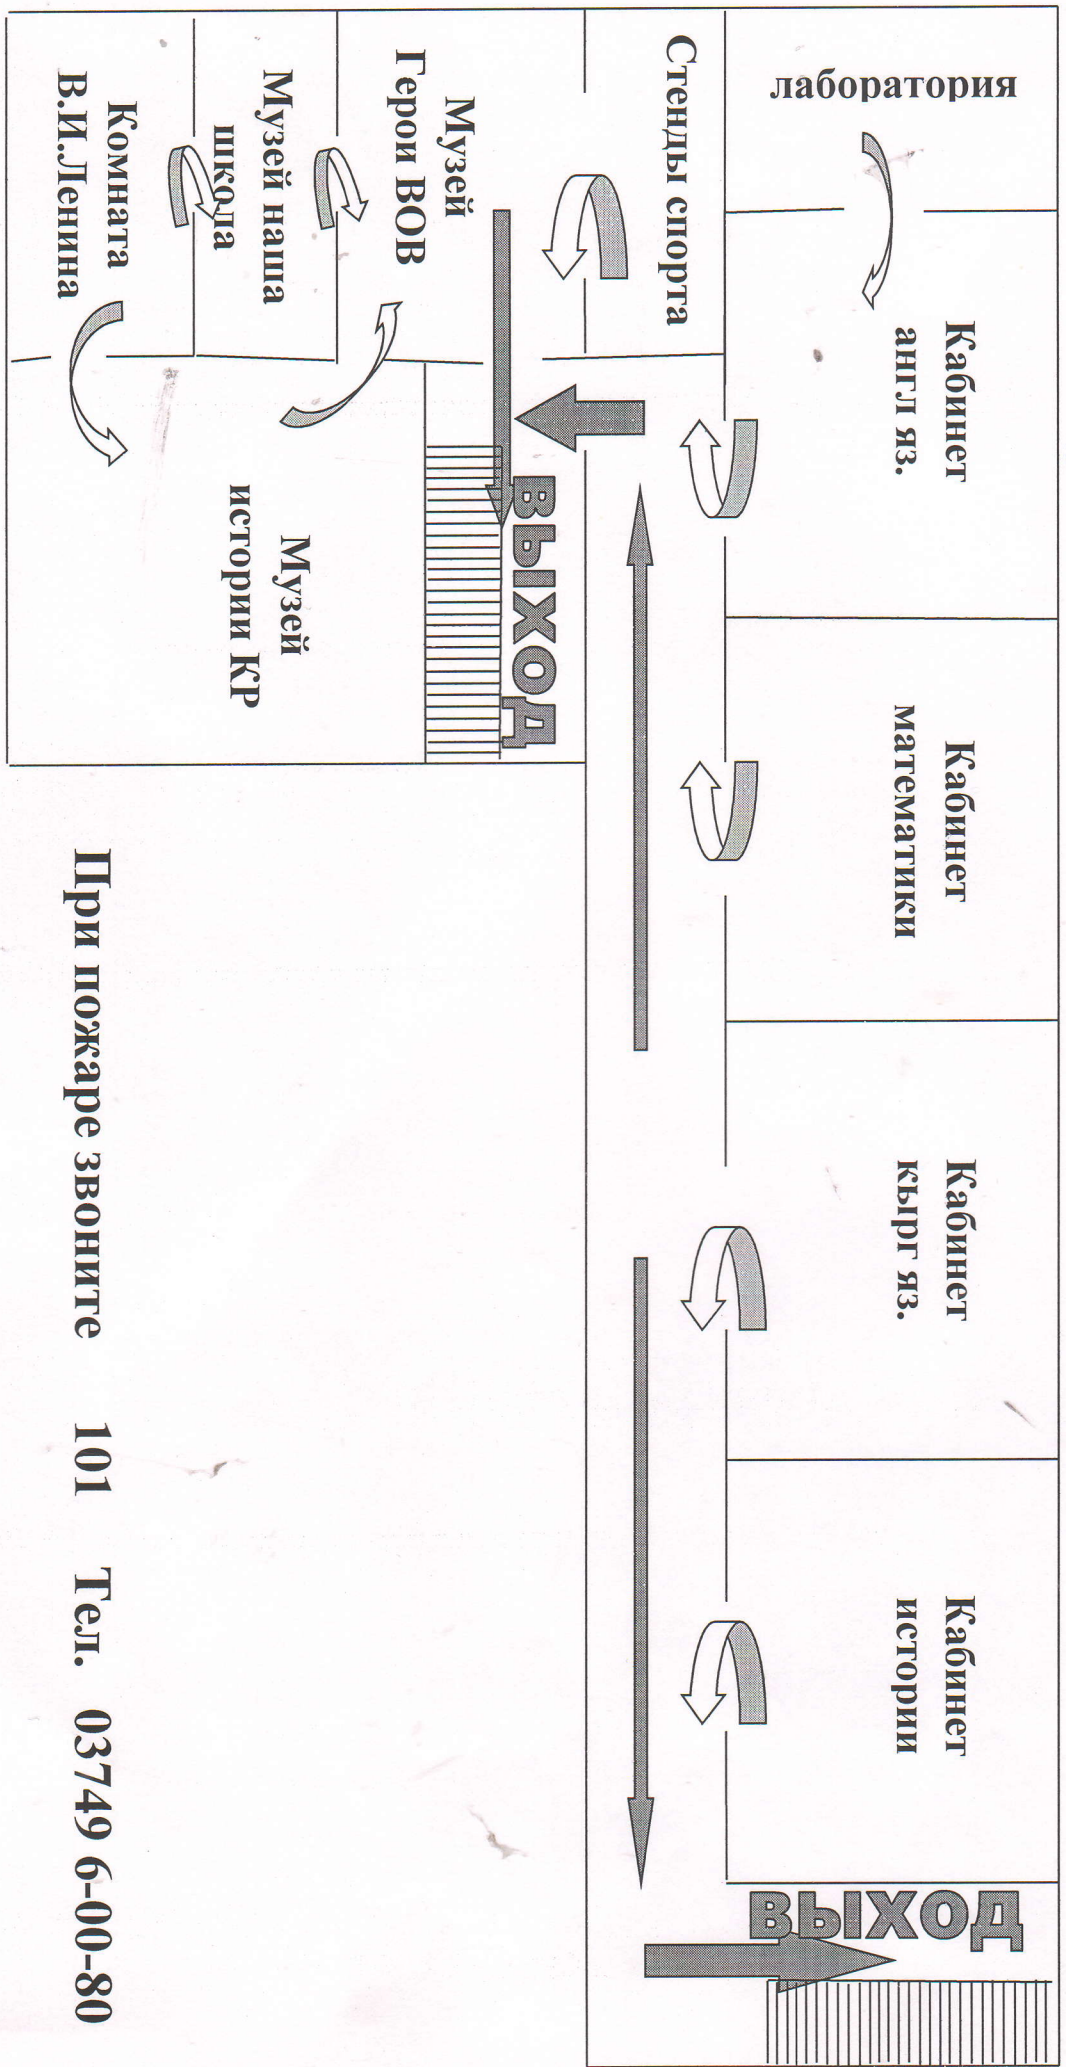 лаборатория
Кабинет
англ яз.
Кабинет
математики
Кабинет
кырг яз.
Кабинет
истории
ВЫХОД
Стенды спорта
ВЫХОД
Музей
Герои ВОВ
Музей наша
школа
Комната
В.И.Ленина
Музей
истории КР
При пожаре звоните 101 Тел. 03749 6-00-80